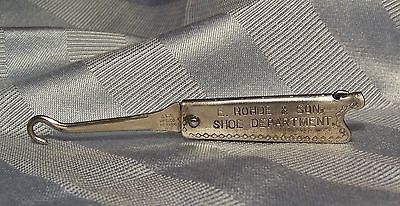 E. ROHDE & SON.
SHOE DEPARTMENT.